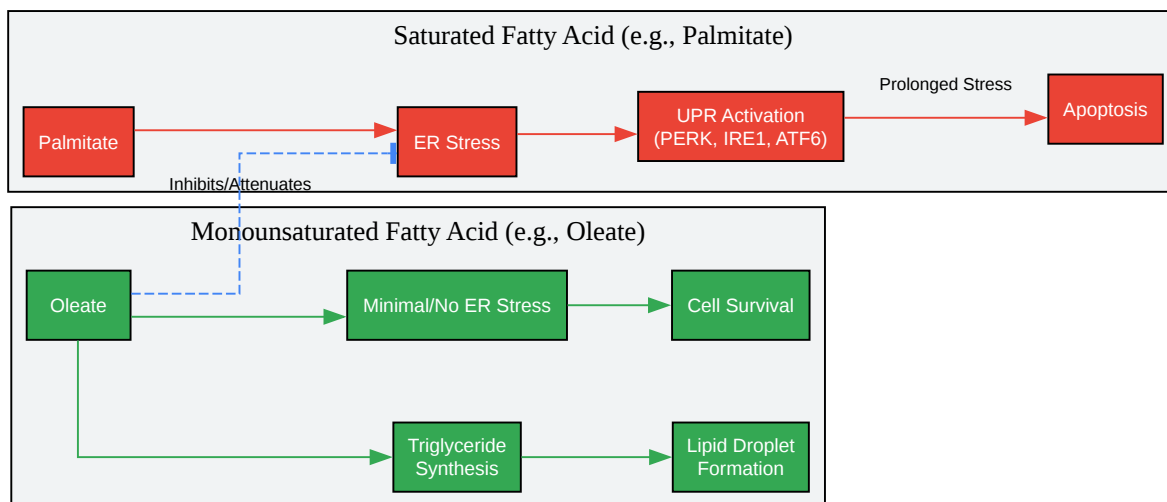 Saturated Fatty Acid (e.g., Palmitate)
Prolonged Stress
Palmitate
ER Stress
UPR Activation
(PERK, IRE1, ATF6)
Apoptosis
Inhibits/Attenuates
Monounsaturated Fatty Acid (e.g., Oleate)
Oleate
Minimal/No ER Stress
Cell Survival
Triglyceride
Synthesis
Lipid Droplet
Formation